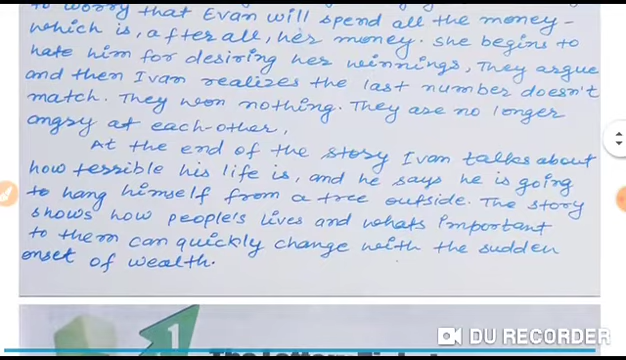 to worry that Evan will spend all the money-
which is, after all, her money. She begins to
hate him for desiring her winnings, They argue
and then Ivan realizes the last number doesn't
match. They won nothing. They are no longer
angry at each-other,
At the end of the story Ivan talks about
how terrible his life is, and he says he is going
to hang himself from a tree outside. The story
shows how people's lives and whats important
to them can quickly change with the sudden
onset of wealth.
1
The Lottery Ticket
DU RECORDER